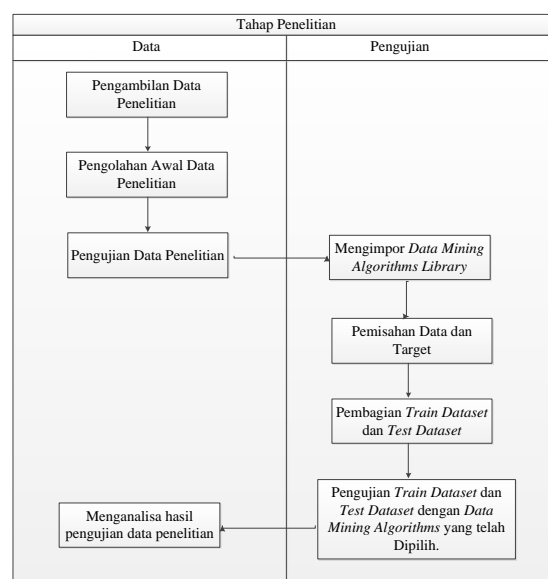 Tahap Penelitian
Data
Pengujian
Pengambilan Data
Penelitian
Pengolahan Awal Data
Penelitian
Pengujian Data Penelitian
Mengimpor Data Mining
Algorithms Library
Pemisahan Data dan
Target
Pembagian Train Dataset
dan Test Dataset
Pengujian Train Dataset dan
Test Dataset dengan Data
Mining Algorithms yang telah
Dipilih.
Menganalisa hasil
pengujian data penelitian